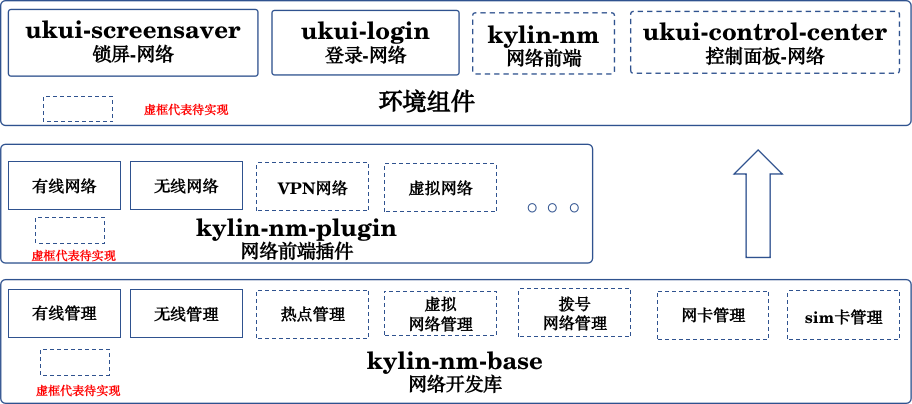 ukui-screensaver
锁屏-网络
ukui-login
登录-网络
kylin-nm
网络前端
ukui-control-center
控制面板-网络
虚框代表待实现
环境组件
有线网络
无线网络
VPN网络
虚拟网络
kylin-nm-plugin
网络前端插件
虚框代表待实现
有线管理
无线管理
热点管理
虚拟
网络管理
拨号
网络管理
网卡管理
sim卡管理
kylin-nm-base
网络开发库
虚框代表待实现